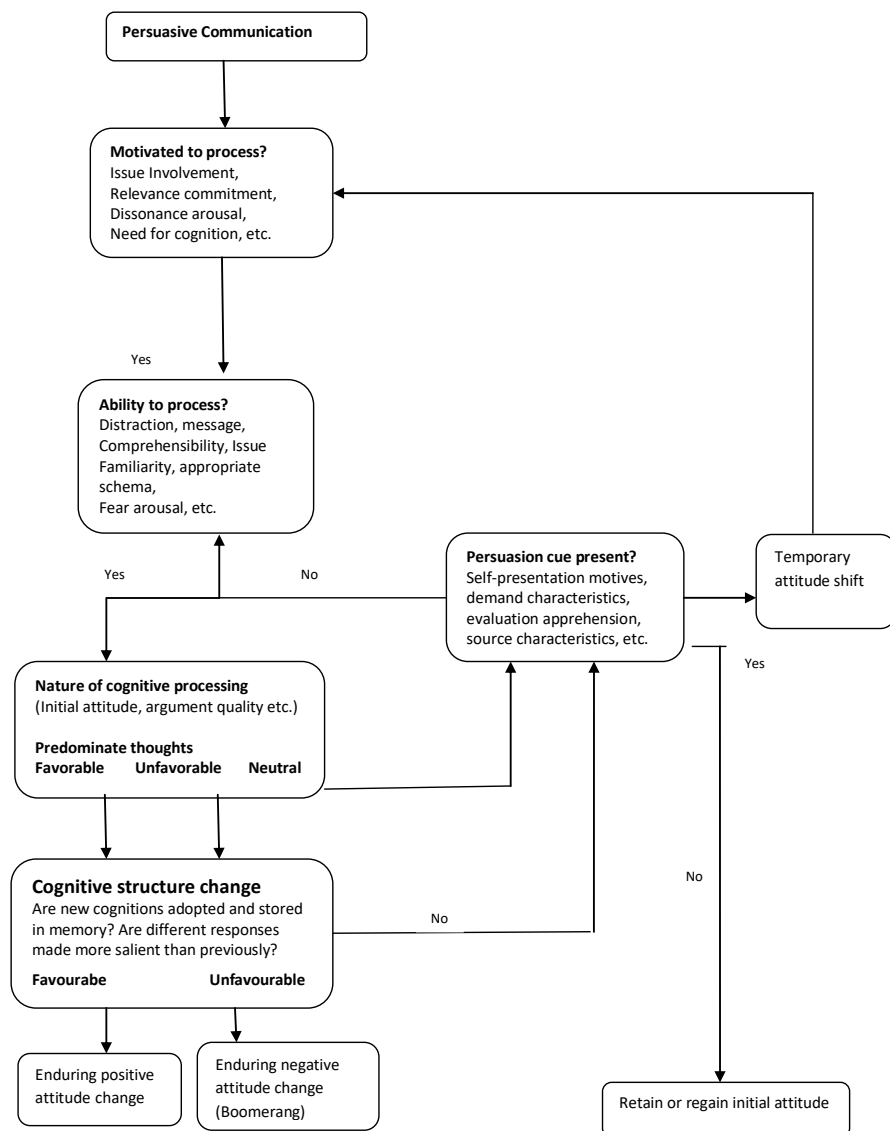 Persuasive Communication
Motivated to process?
Issue Involvement,
Relevance commitment,
Dissonance arousal,
Need for cognition, etc.
Yes
Ability to process?
Distraction, message,
Comprehensibility, Issue
Familiarity, appropriate
schema,
Fear arousal, etc.
Yes
No
Persuasion cue present?
Self-presentation motives,
demand characteristics,
evaluation apprehension,
source characteristics, etc.
Temporary
attitude shift
Yes
Nature of cognitive processing
(Initial attitude, argument quality etc.)
Predominate thoughts
Favorable Unfavorable Neutral
Cognitive structure change
Are new cognitions adopted and stored
in memory? Are different responses
made more salient than previously?
Favourabe Unfavourable
No
No
Enduring positive
attitude change
Enduring negative
attitude change
(Boomerang)
Retain or regain initial attitude